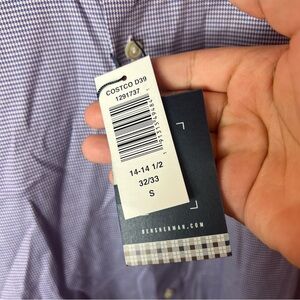 COSTCO D39
1291737
14-14 1/2
32/33
S
BENSHERMAN.COM